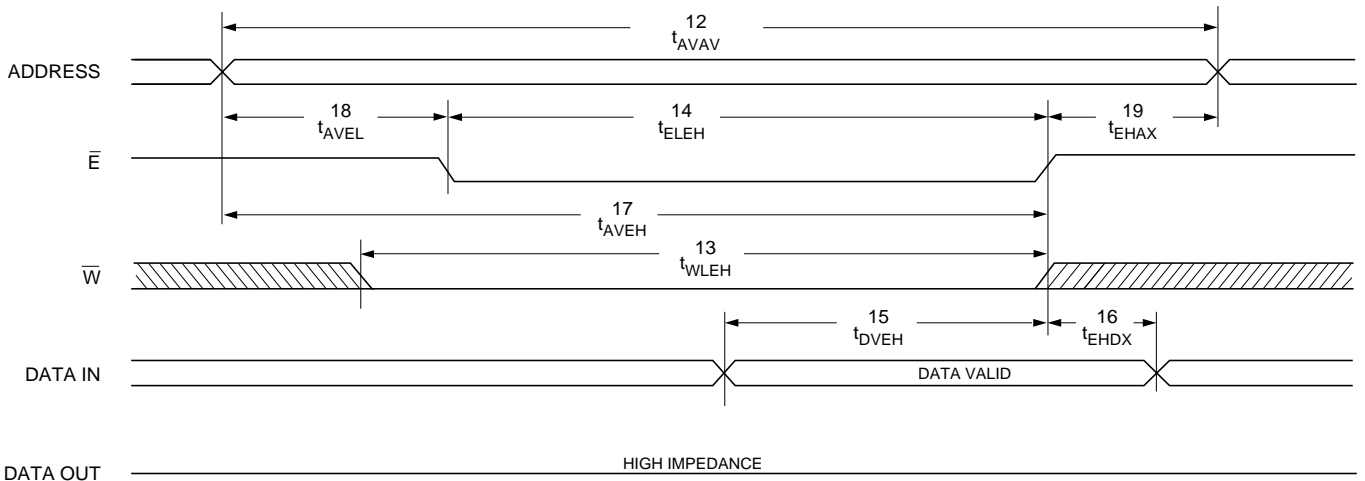 12
tAVAV
ADDRESS
18
tAVEL
14
tELEH
19
tEHAX
E̅
17
tAVEH
13
tWLEH
W̅
15
tDVEH
16
tEHDX
DATA IN
DATA VALID
DATA OUT
HIGH IMPEDANCE